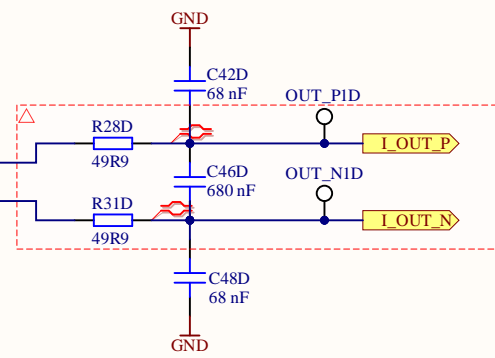 GND
C42D
68 nF
OUT_P1D
R28D
I_OUT_P
49R9
C46D
680 nF
OUT_N1D
R31D
I_OUT_N
49R9
C48D
68 nF
GND